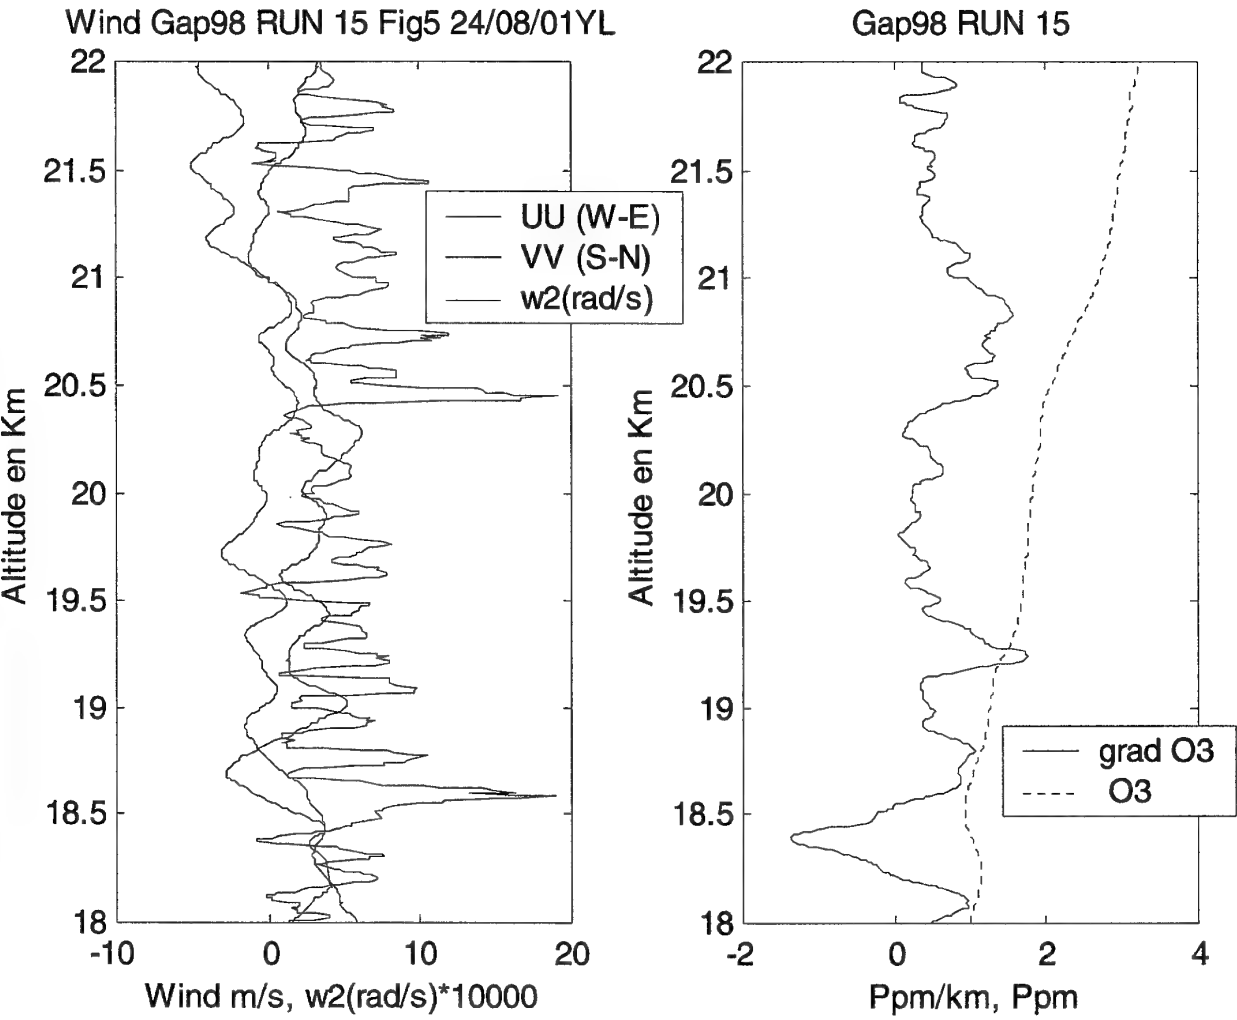 Wind Gap98 RUN 15 Fig5 24/08/01YL
22
21.5
21
20.5
20
19.5
19
18.5
18
-10
0
10
20
Altitude en Km
Wind m/s, w2(rad/s)*10000
UU (W-E)
VV (S-N)
w2(rad/s)
Gap98 RUN 15
22
21.5
21
20.5
20
19.5
19
18.5
18
-2
0
2
4
Altitude en Km
Ppm/km, Ppm
grad O3
O3